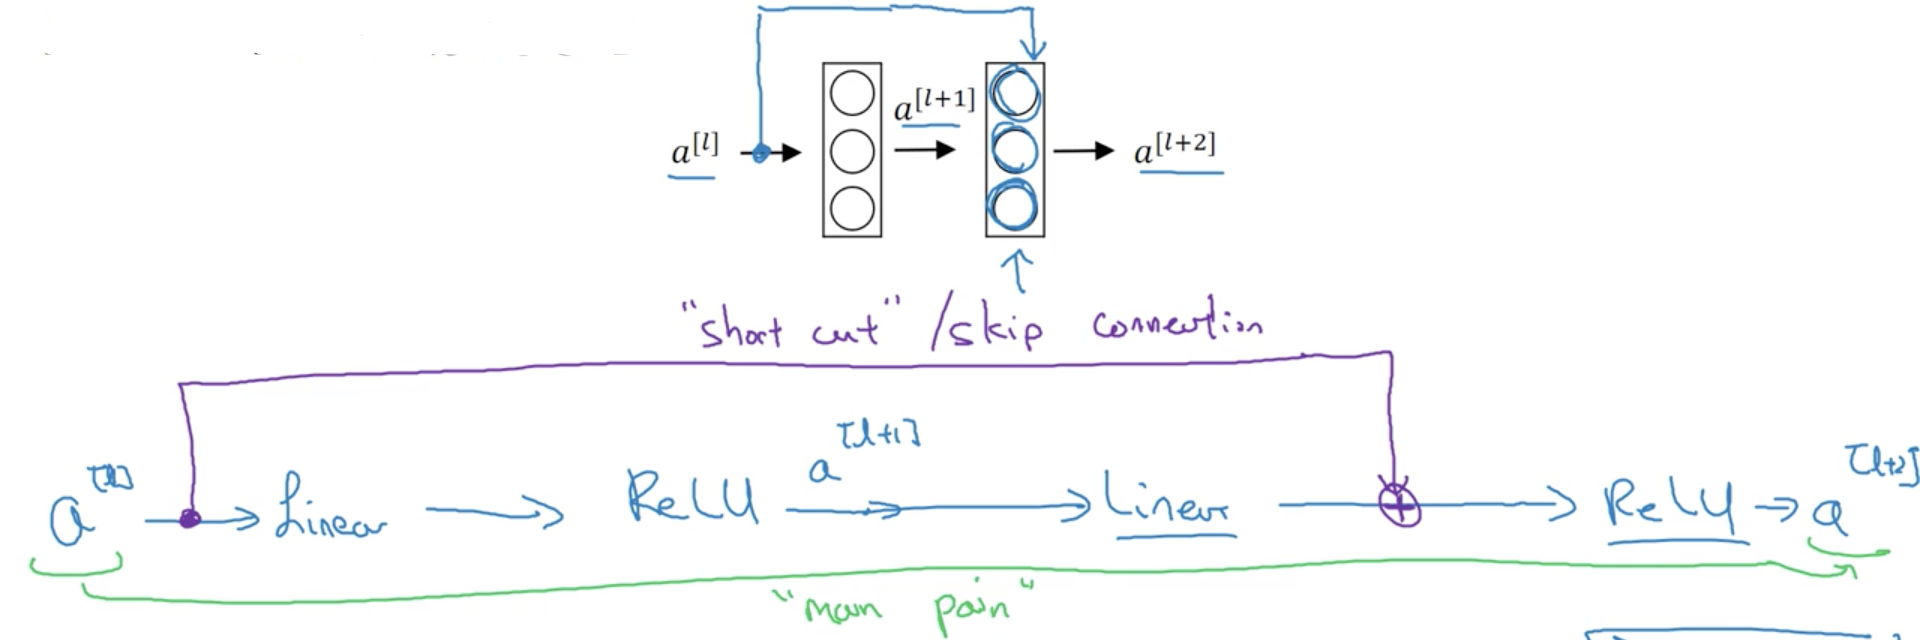 a[l]
a[l+1]
a[l+2]
"short cut" / skip connection
a[l] → Linear → ReLU a[l+1] → Linear → ⊕ → ReLU → a[l+2]
"main path"